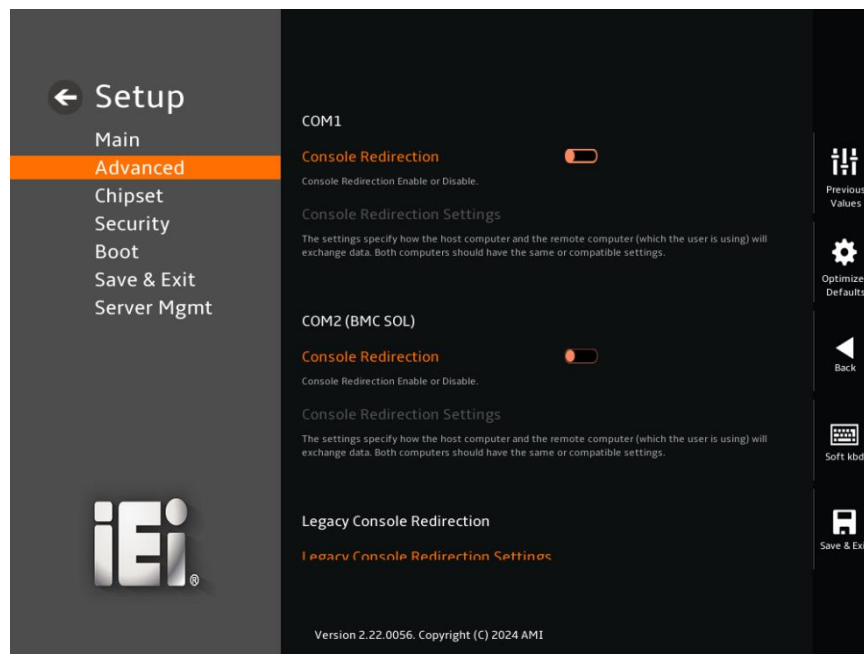 Setup
Main
Advanced
Chipset
Security
Boot
Save & Exit
Server Mgmt
iEi
®
COM1
Console Redirection
Console Redirection Enable or Disable.
Console Redirection Settings
The settings specify how the host computer and the remote computer (which the user is using) will
exchange data. Both computers should have the same or compatible settings.
COM2 (BMC SOL)
Console Redirection
Console Redirection Enable or Disable.
Console Redirection Settings
The settings specify how the host computer and the remote computer (which the user is using) will
exchange data. Both computers should have the same or compatible settings.
Legacy Console Redirection
Legacy Console Redirection Settings
Version 2.22.0056. Copyright (C) 2024 AMI
Previous
Values
Optimize
Defaults
Back
Soft kbd
Save & Exi